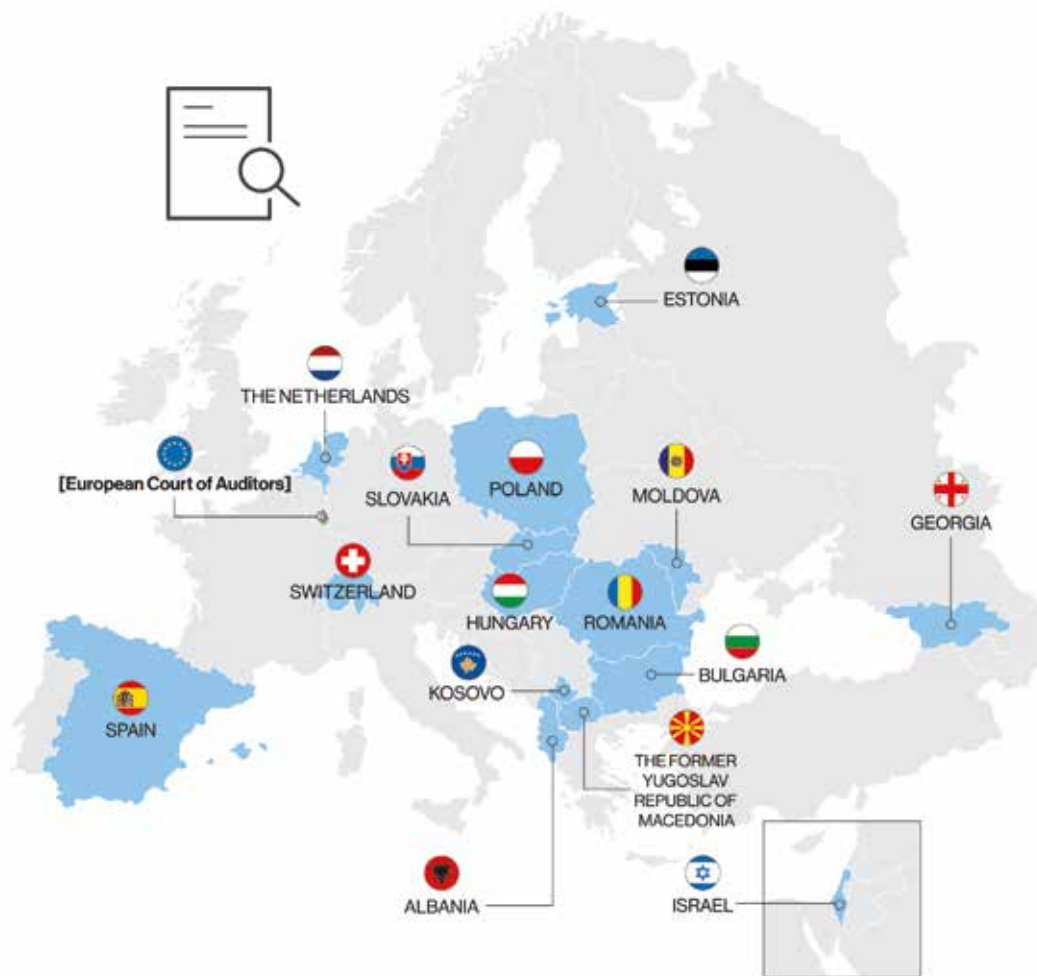 ESTONIA
THE NETHERLANDS
[European Court of Auditors]
SLOVAKIA
POLAND
MOLDOVA
GEORGIA
SWITZERLAND
HUNGARY
ROMANIA
BULGARIA
KOSOVO
SPAIN
THE FORMER
YUGOSLAV
REPUBLIC OF
MACEDONIA
ALBANIA
ISRAEL